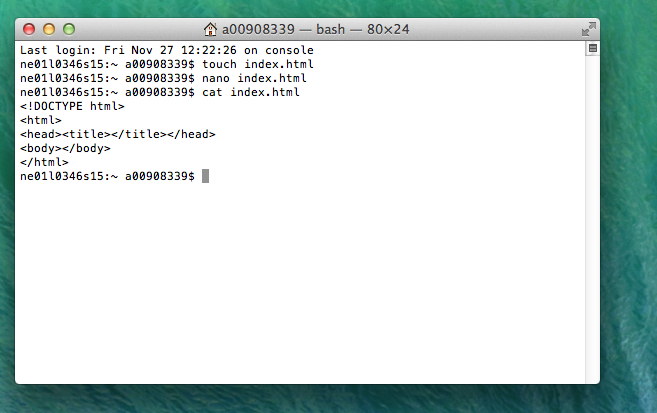 a00908339 — bash — 80×24
Last login: Fri Nov 27 12:22:26 on console
ne01l0346s15:~ a00908339$ touch index.html
ne01l0346s15:~ a00908339$ nano index.html
ne01l0346s15:~ a00908339$ cat index.html
<!DOCTYPE html>
<html>
<head><title></title></head>
<body></body>
</html>
ne01l0346s15:~ a00908339$